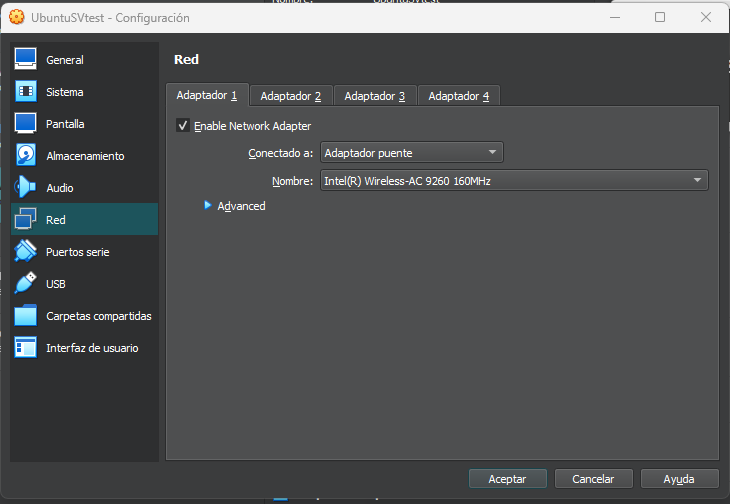 UbuntuSVtest - Configuración
General
Sistema
Pantalla
Almacenamiento
Audio
Red
Puertos serie
USB
Carpetas compartidas
Interfaz de usuario
Red
Adaptador 1 Adaptador 2 Adaptador 3 Adaptador 4
Enable Network Adapter
Conectado a: Adaptador puente
Nombre: Intel(R) Wireless-AC 9260 160MHz
Advanced
Aceptar Cancelar Ayuda